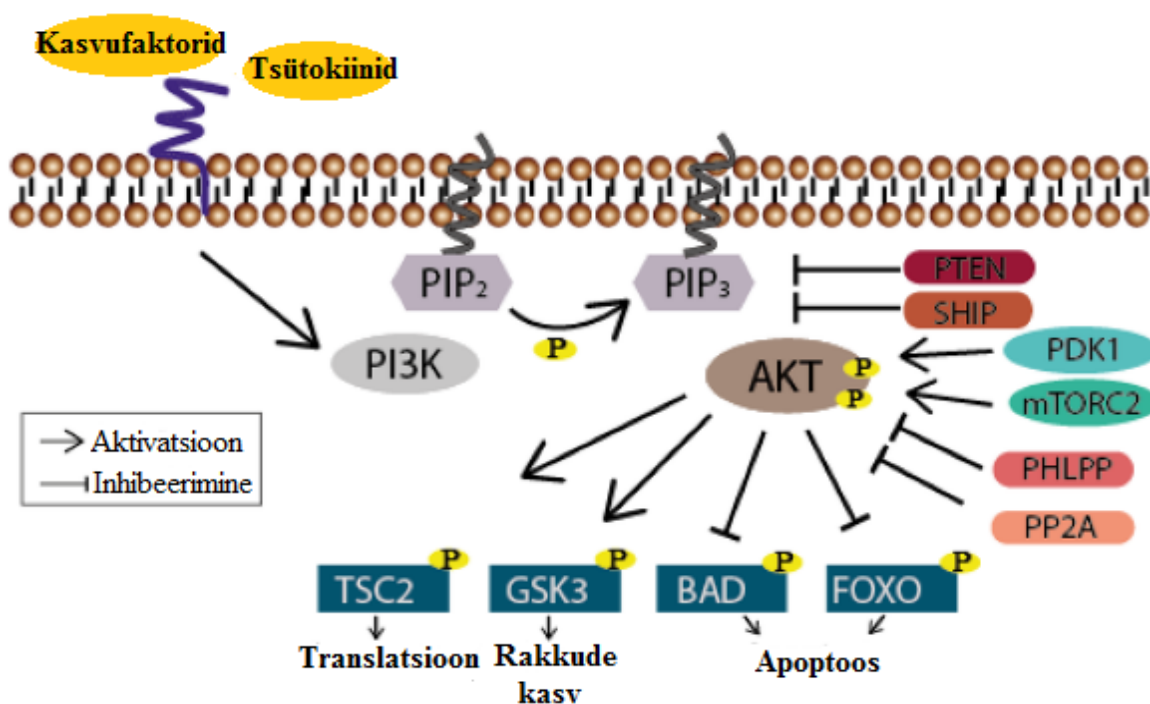 Kasvufaktorid
Tsütokiinid
PIP₂
PIP₃
PTEN
SHIP
P
PI3K
AKT
P
P
PDK1
mTORC2
Aktivatsioon
Inhibeerimine
PHLPP
PP2A
P
P
P
P
TSC2
GSK3
BAD
FOXO
Translatsioon
Rakkude
kasv
Apoptoos